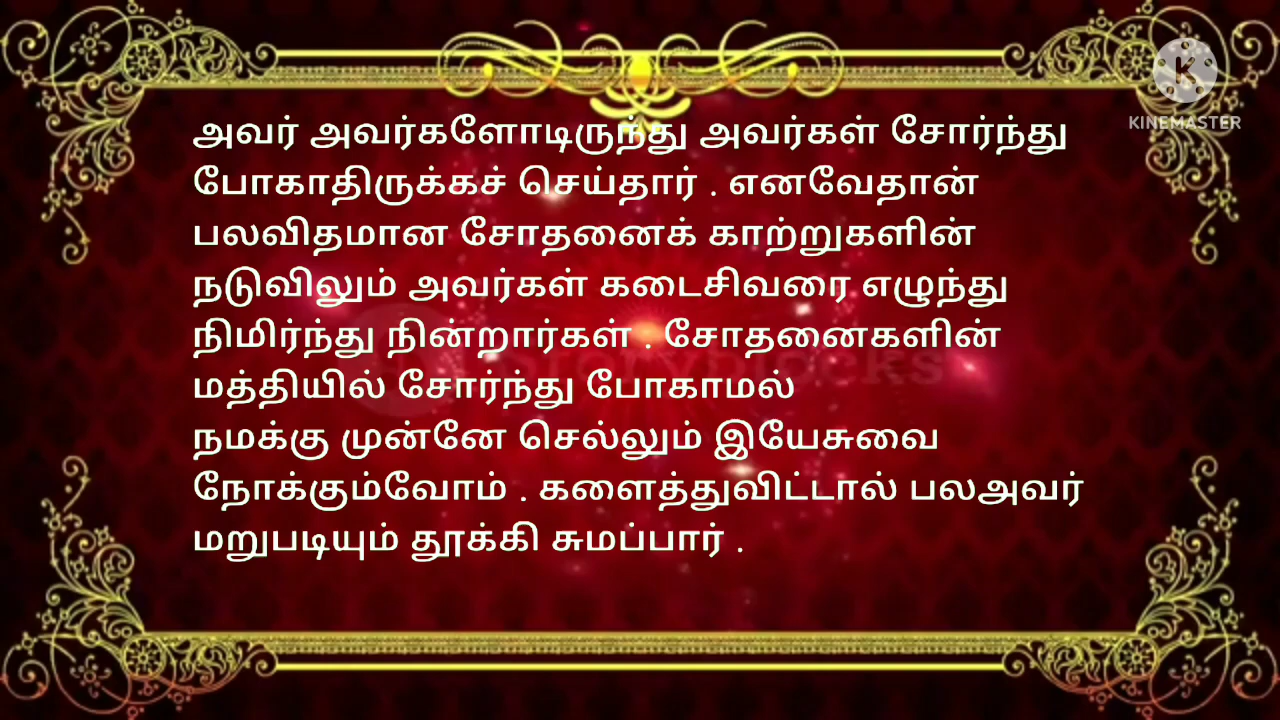 KINEMASTER
அவர் அவர்களோடிருந்து அவர்கள் சோர்ந்து
போகாதிருக்கச் செய்தார் . எனவேதான்
பலவிதமான சோதனைக் காற்றுகளின்
நடுவிலும் அவர்கள் கடைசிவரை எழுந்து
நிமிர்ந்து நின்றார்கள் . சோதனைகளின்
மத்தியில் சோர்ந்து போகாமல்
நமக்கு முன்னே செல்லும் இயேசுவை
நோக்கும்வோம் . களைத்துவிட்டால் பலஅவர்
மறுபடியும் தூக்கி சுமப்பார் .